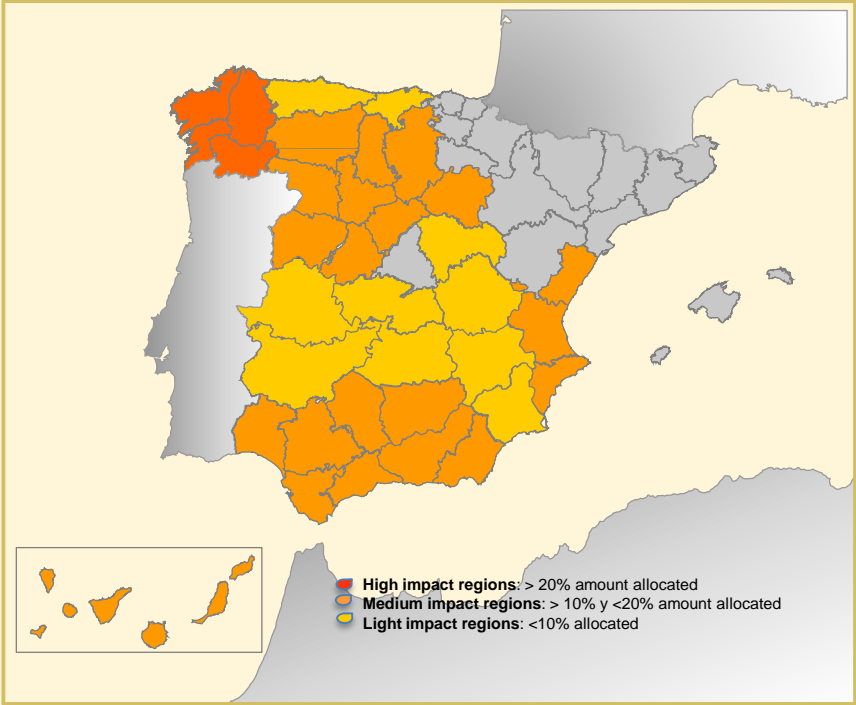 High impact regions: > 20% amount allocated
Medium impact regions: > 10% y <20% amount allocated
Light impact regions: <10% allocated